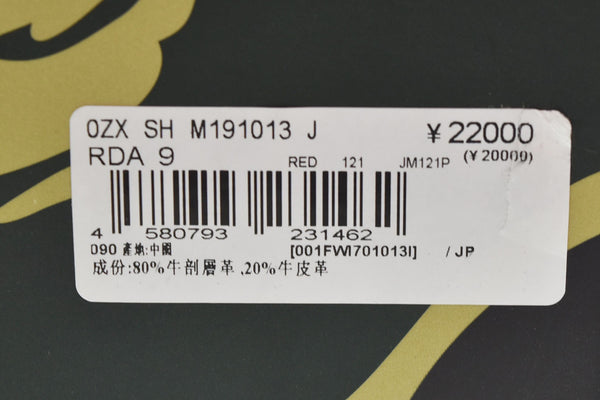 0ZX SH M191013 J
¥ 22000
RDA 9
RED 121 JM121P (¥ 20000)
4 580793 231462
090 產地:中國 [001FWI701013I] / JP
成份:80%牛剖層革 ,20%牛皮革